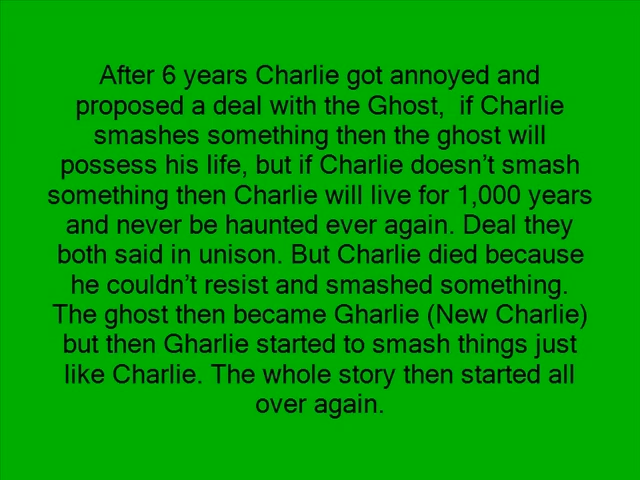 After 6 years Charlie got annoyed and
proposed a deal with the Ghost,  if Charlie
smashes something then the ghost will
possess his life, but if Charlie doesn’t smash
something then Charlie will live for 1,000 years
and never be haunted ever again. Deal they
both said in unison. But Charlie died because
he couldn’t resist and smashed something.
The ghost then became Gharlie (New Charlie)
but then Gharlie started to smash things just
like Charlie. The whole story then started all
over again.